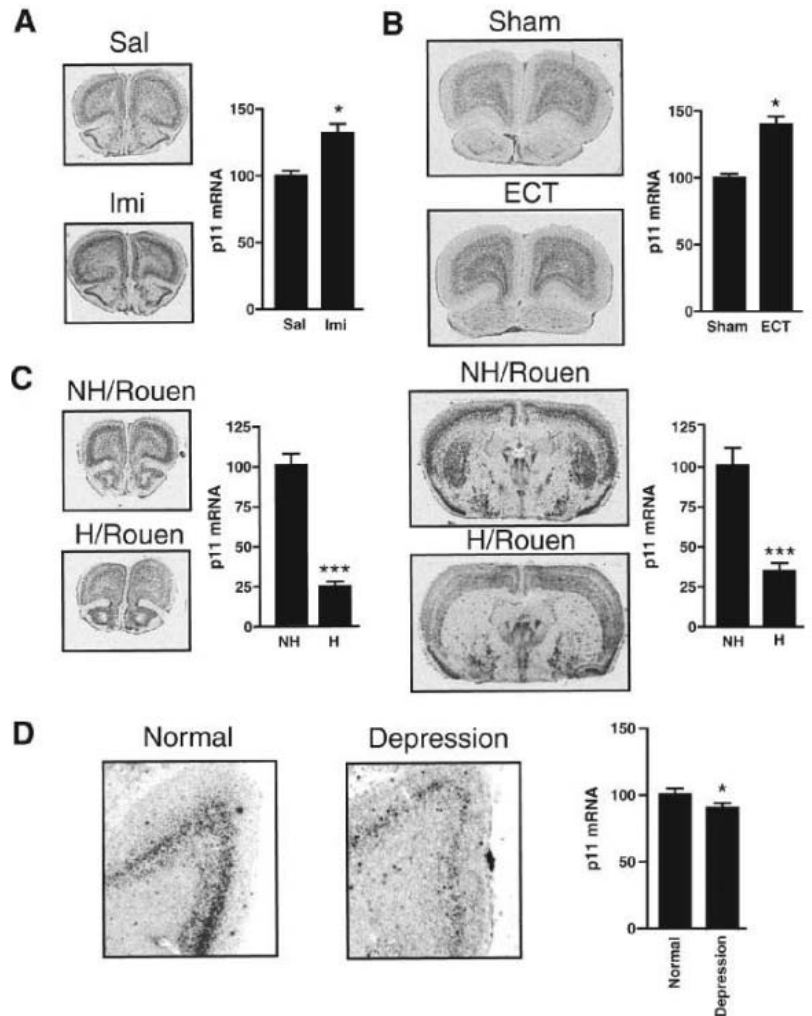 A
Sal
Imi
p11 mRNA
150
100
50
0
*
Sal Imi
B
Sham
ECT
p11 mRNA
150
100
50
0
*
Sham ECT
C
NH/Rouen
H/Rouen
p11 mRNA
125
100
75
50
25
0
***
NH H
NH/Rouen
H/Rouen
p11 mRNA
125
100
75
50
25
0
***
NH H
D
Normal
Depression
p11 mRNA
150
100
50
0
*
Normal
Depression